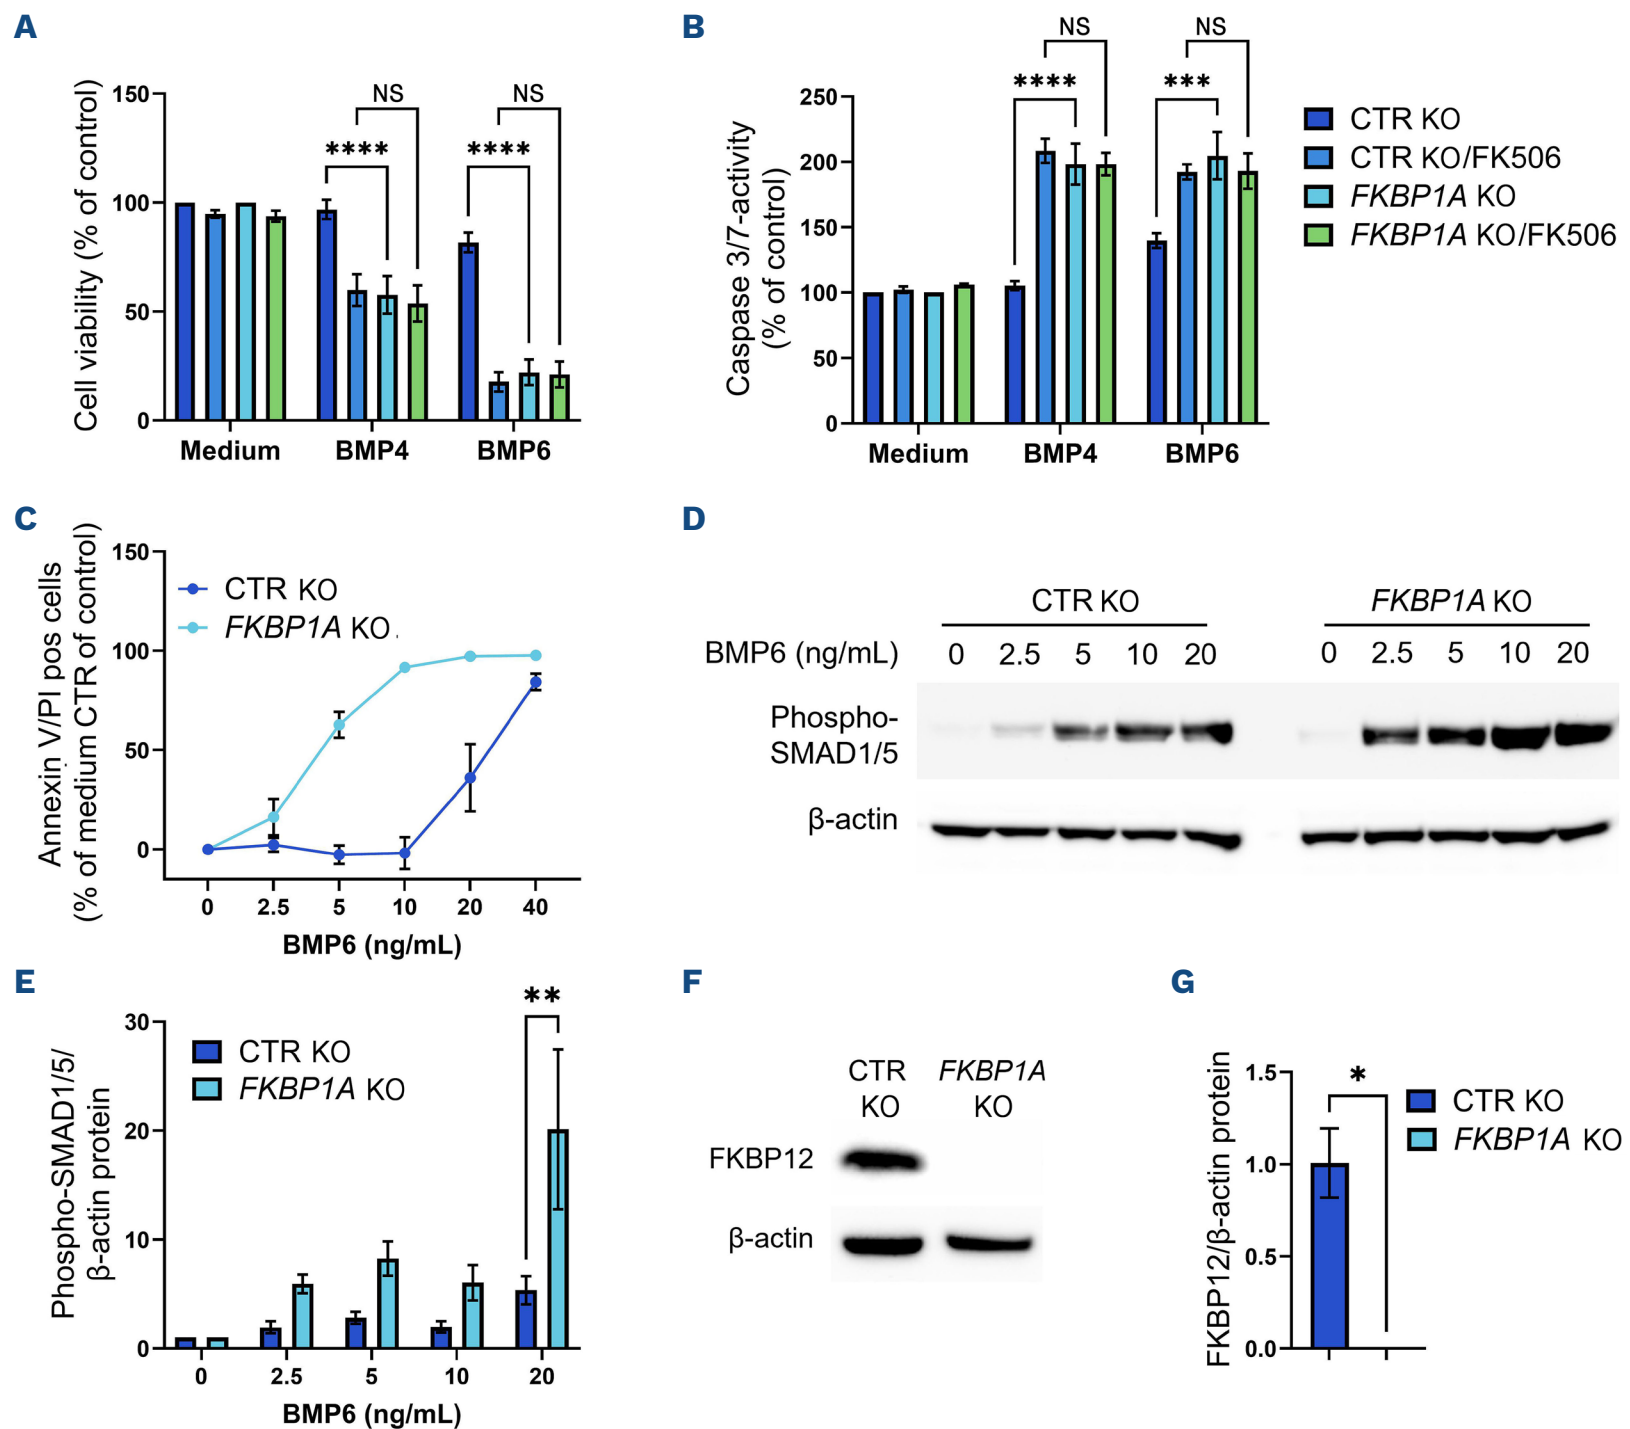 A
Cell viability (% of control)
150
100
50
0
NS
NS
****
****
Medium
BMP4
BMP6
B
Caspase 3/7-activity
(% of control)
250
200
150
100
50
0
NS
NS
****
***
Medium
BMP4
BMP6
CTR KO
CTR KO/FK506
FKBP1A KO
FKBP1A KO/FK506
C
Annexin V/PI pos cells
(% of medium CTR of control)
150
100
50
0
CTR KO
FKBP1A KO.
0
2.5
5
10
20
40
BMP6 (ng/mL)
D
CTR KO
FKBP1A KO
BMP6 (ng/mL)
0 2.5 5 10 20
0 2.5 5 10 20
Phospho-
SMAD1/5
β-actin
E
Phospho-SMAD1/5/
β-actin protein
30
20
10
0
CTR KO
FKBP1A KO
**
0
2.5
5
10
20
BMP6 (ng/mL)
F
CTR
KO
FKBP1A
KO
FKBP12
β-actin
G
FKBP12/β-actin protein
1.5
1.0
0.5
0.0
*
CTR KO
FKBP1A KO